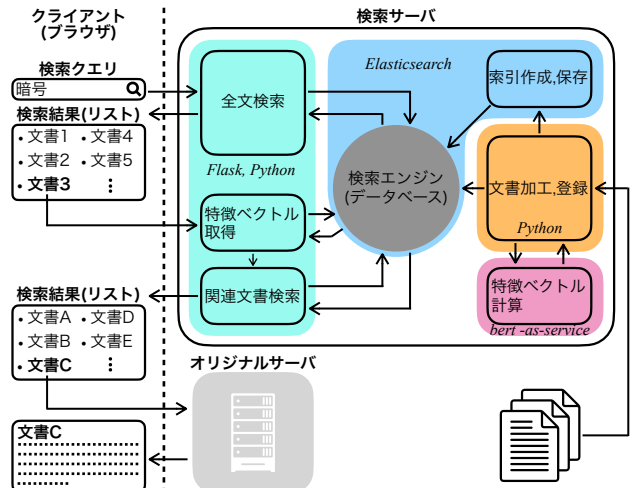 クライアント
(ブラウザ)
検索サーバ
検索クエリ
暗号
検索結果(リスト)
・文書1 ・文書4
・文書2 ・文書5
・文書3 ⋮
全文検索
Flask, Python
特徴ベクトル
取得
関連文書検索
Elasticsearch
索引作成,保存
検索エンジン
(データベース)
文書加工,登録
Python
特徴ベクトル
計算
bert -as-service
検索結果(リスト)
・文書A ・文書D
・文書B ・文書E
・文書C ⋮
オリジナルサーバ
文書C